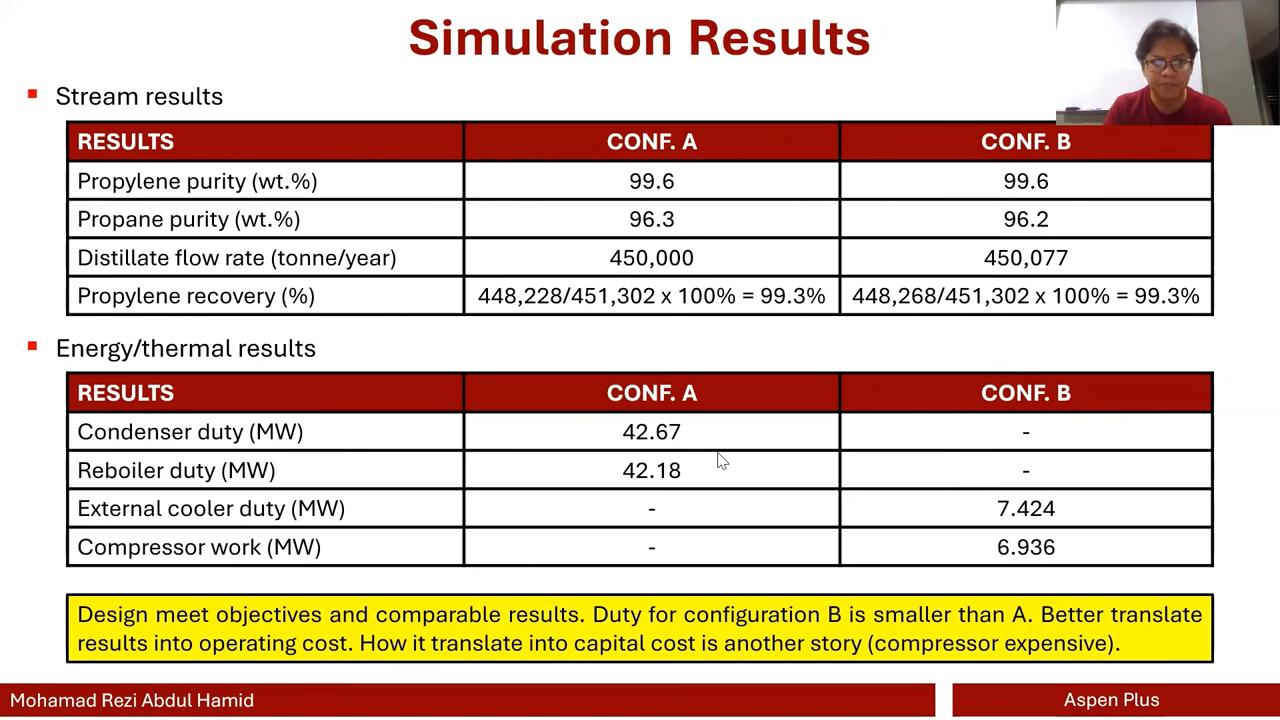 Simulation Results
Stream results
RESULTS CONF. A CONF. B
Propylene purity (wt.%) 99.6 99.6
Propane purity (wt.%) 96.3 96.2
Distillate flow rate (tonne/year) 450,000 450,077
Propylene recovery (%) 448,228/451,302 x 100% = 99.3% 448,268/451,302 x 100% = 99.3%
Energy/thermal results
RESULTS CONF. A CONF. B
Condenser duty (MW) 42.67 -
Reboiler duty (MW) 42.18 -
External cooler duty (MW) - 7.424
Compressor work (MW) - 6.936
Design meet objectives and comparable results. Duty for configuration B is smaller than A. Better translate
results into operating cost. How it translate into capital cost is another story (compressor expensive).
Mohamad Rezi Abdul Hamid Aspen Plus